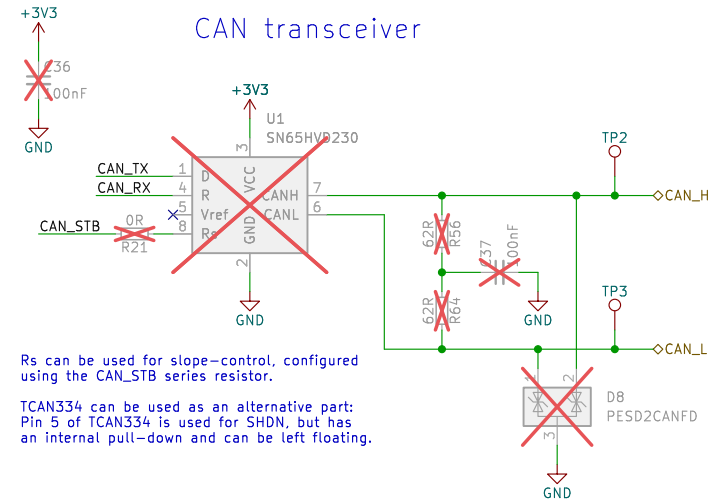 +3V3
CAN transceiver
C36
100nF
GND
+3V3
U1
SN65HVD230
3
VCC
TP2
CAN_TX
1
D
CAN_RX
4
R
CANH
7
CAN_H
5
Vref
CANL
6
CAN_STB
0R
R21
8
Rs
GND
2
GND
62R
R56
C37
100nF
GND
62R
R64
TP3
CAN_L
Rs can be used for slope-control, configured
using the CAN_STB series resistor.
TCAN334 can be used as an alternative part:
Pin 5 of TCAN334 is used for SHDN, but has
an internal pull-down and can be left floating.
1
2
D8
PESD2CANFD
3
GND